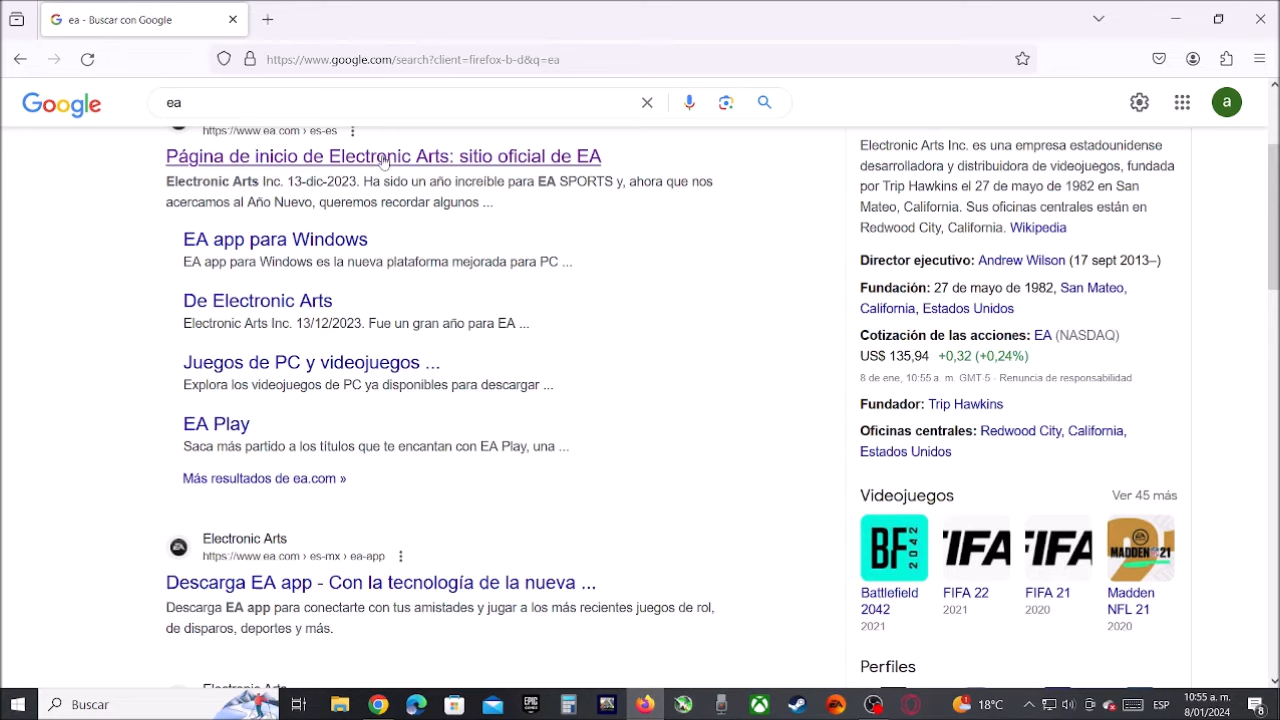 ea - Buscar con Google
https://www.google.com/search?client=firefox-b-d&q=ea
Google
ea
a
https://www.ea.com › es-es
Página de inicio de Electronic Arts: sitio oficial de EA
Electronic Arts Inc. 13-dic-2023. Ha sido un año increíble para EA SPORTS y, ahora que nos
acercamos al Año Nuevo, queremos recordar algunos ...
EA app para Windows
EA app para Windows es la nueva plataforma mejorada para PC ...
De Electronic Arts
Electronic Arts Inc. 13/12/2023. Fue un gran año para EA ...
Juegos de PC y videojuegos ...
Explora los videojuegos de PC ya disponibles para descargar ...
EA Play
Saca más partido a los títulos que te encantan con EA Play, una ...
Más resultados de ea.com »
Electronic Arts
https://www.ea.com › es-mx › ea-app
Descarga EA app - Con la tecnología de la nueva ...
Descarga EA app para conectarte con tus amistades y jugar a los más recientes juegos de rol,
de disparos, deportes y más.
Electronic Arts
Electronic Arts Inc. es una empresa estadounidense
desarrolladora y distribuidora de videojuegos, fundada
por Trip Hawkins el 27 de mayo de 1982 en San
Mateo, California. Sus oficinas centrales están en
Redwood City, California. Wikipedia
Director ejecutivo: Andrew Wilson (17 sept 2013–)
Fundación: 27 de mayo de 1982, San Mateo,
California, Estados Unidos
Cotización de las acciones: EA (NASDAQ)
US$ 135,94 +0,32 (+0,24%)
8 de ene, 10:55 a. m. GMT-5 - Renuncia de responsabilidad
Fundador: Trip Hawkins
Oficinas centrales: Redwood City, California,
Estados Unidos
Videojuegos
Ver 45 más
BF 2042
FIFA
FIFA
MADDEN 21
Battlefield
2042
2021
FIFA 22
2021
FIFA 21
2020
Madden
NFL 21
2020
Perfiles
Buscar
EPIC GAMES
EA
18°C
ESP
10:55 a. m.
8/01/2024